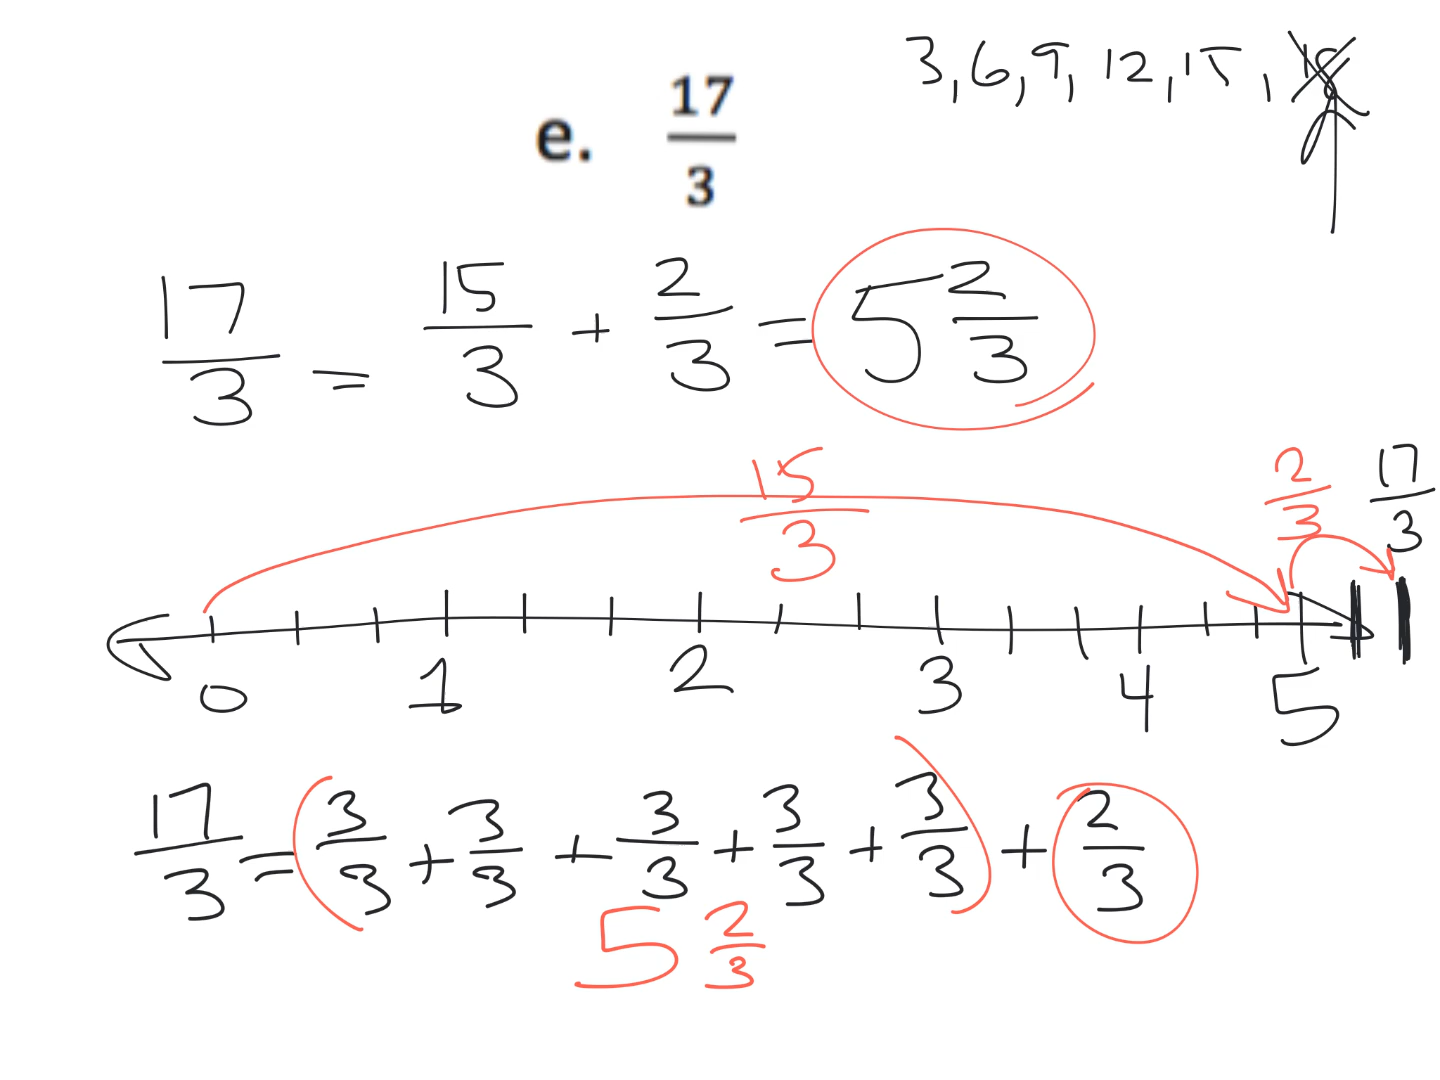 3, 6, 9, 12, 15, 18
e. 17/3
17/3 = 15/3 + 2/3 = 5 2/3
15/3 2/3 17/3
0 1 2 3 4 5
17/3 = 3/3 + 3/3 + 3/3 + 3/3 + 3/3 + 2/3
5 2/3